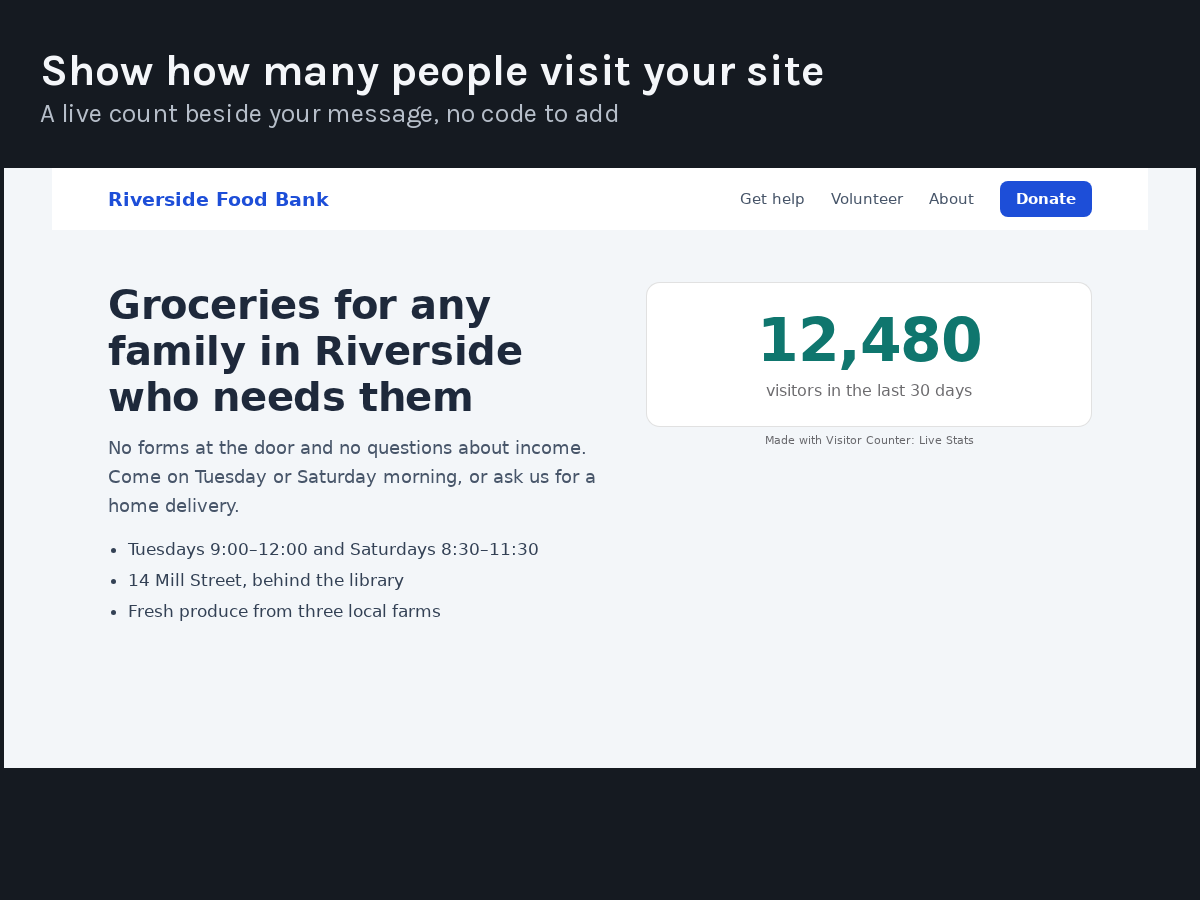 Show how many people visit your site
A live count beside your message, no code to add
Riverside Food Bank
Get help
Volunteer
About
Donate
Groceries for any
family in Riverside
who needs them
No forms at the door and no questions about income.
Come on Tuesday or Saturday morning, or ask us for a
home delivery.
• Tuesdays 9:00–12:00 and Saturdays 8:30–11:30
• 14 Mill Street, behind the library
• Fresh produce from three local farms
12,480
visitors in the last 30 days
Made with Visitor Counter: Live Stats